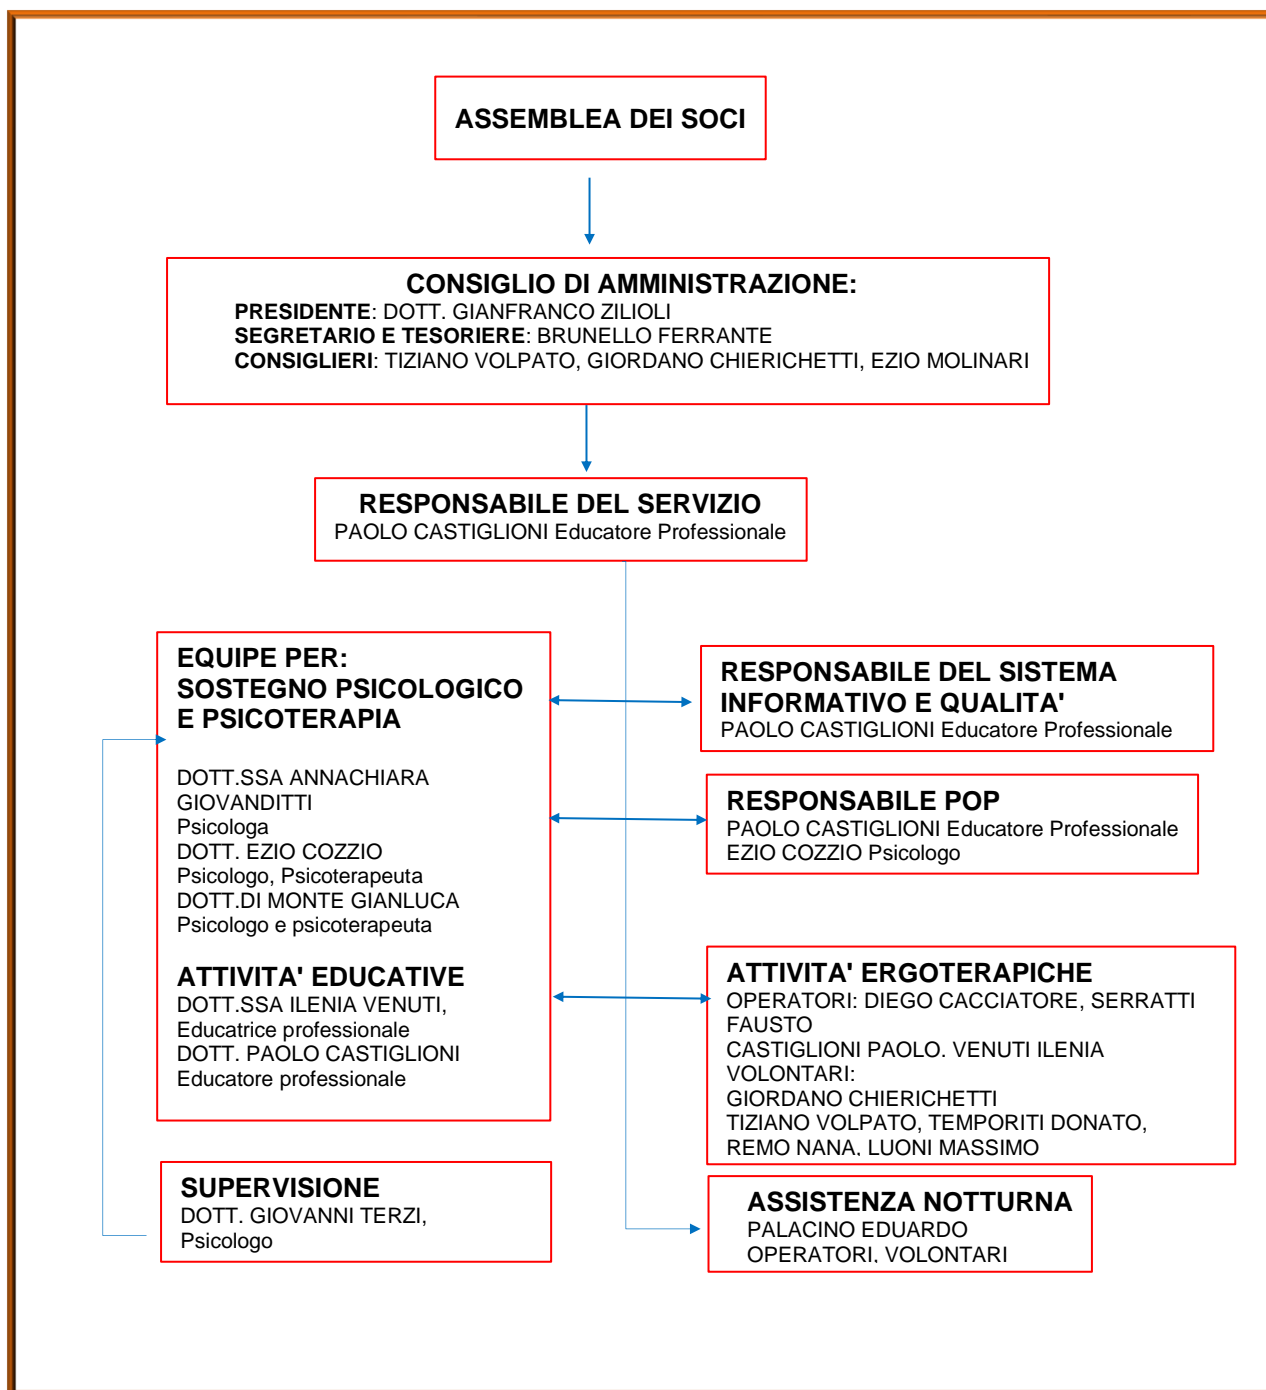 ASSEMBLEA DEI SOCI
CONSIGLIO DI AMMINISTRAZIONE:
PRESIDENTE: DOTT. GIANFRANCO ZILIOLI
SEGRETARIO E TESORIERE: BRUNELLO FERRANTE
CONSIGLIERI: TIZIANO VOLPATO, GIORDANO CHIERICHETTI, EZIO MOLINARI
RESPONSABILE DEL SERVIZIO
PAOLO CASTIGLIONI Educatore Professionale
EQUIPE PER:
SOSTEGNO PSICOLOGICO
E PSICOTERAPIA
DOTT.SSA ANNACHIARA
GIOVANDITTI
Psicologa
DOTT. EZIO COZZIO
Psicologo, Psicoterapeuta
DOTT.DI MONTE GIANLUCA
Psicologo e psicoterapeuta
ATTIVITA' EDUCATIVE
DOTT.SSA ILENIA VENUTI,
Educatrice professionale
DOTT. PAOLO CASTIGLIONI
Educatore professionale
SUPERVISIONE
DOTT. GIOVANNI TERZI,
Psicologo
RESPONSABILE DEL SISTEMA
INFORMATIVO E QUALITA'
PAOLO CASTIGLIONI Educatore Professionale
RESPONSABILE POP
PAOLO CASTIGLIONI Educatore Professionale
EZIO COZZIO Psicologo
ATTIVITA' ERGOTERAPICHE
OPERATORI: DIEGO CACCIATORE, SERRATTI
FAUSTO
CASTIGLIONI PAOLO. VENUTI ILENIA
VOLONTARI:
GIORDANO CHIERICHETTI
TIZIANO VOLPATO, TEMPORITI DONATO,
REMO NANA, LUONI MASSIMO
ASSISTENZA NOTTURNA
PALACINO EDUARDO
OPERATORI, VOLONTARI